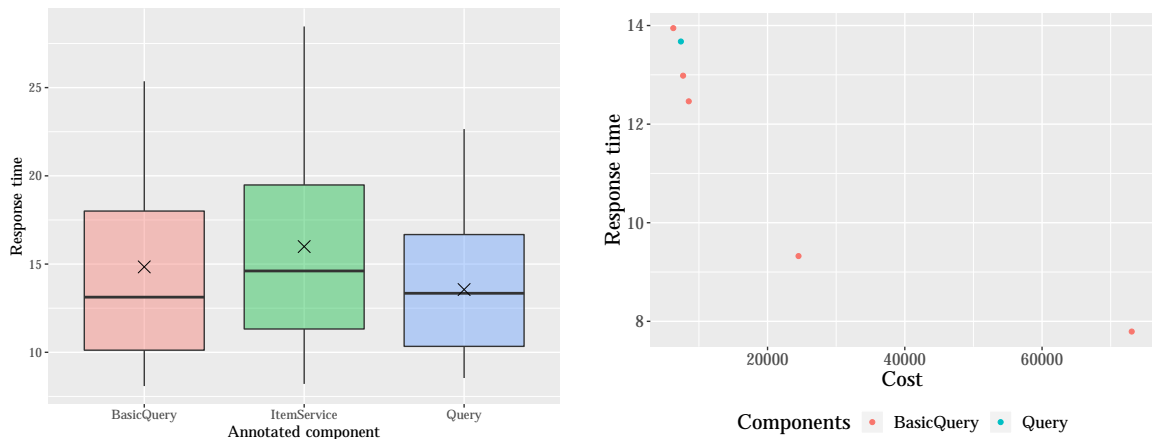 Response time
25
20
15
10
BasicQuery ItemService Query
Annotated component
Response time
14
12
10
8
20000 40000 60000
Cost
Components BasicQuery Query